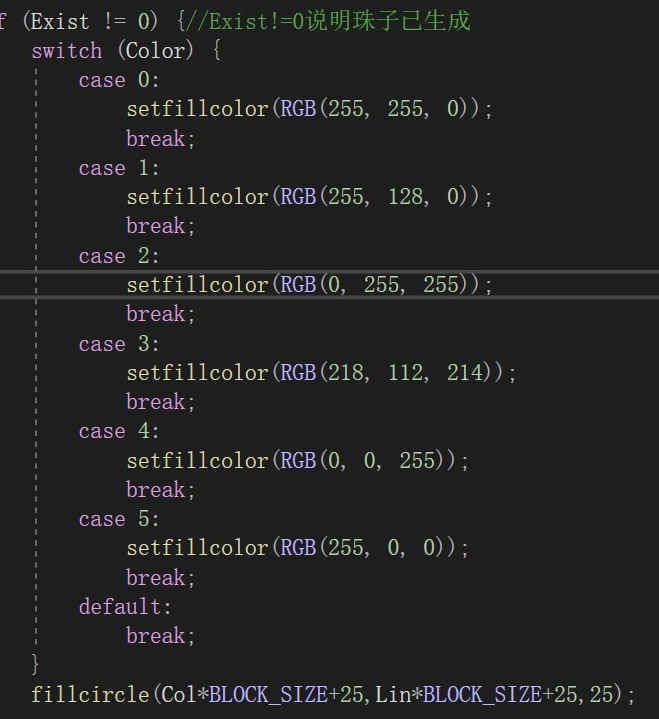 f (Exist != 0) {//Exist!=0说明珠子已生成
switch (Color) {
case 0:
setfillcolor(RGB(255, 255, 0));
break;
case 1:
setfillcolor(RGB(255, 128, 0));
break;
case 2:
setfillcolor(RGB(0, 255, 255));
break;
case 3:
setfillcolor(RGB(218, 112, 214));
break;
case 4:
setfillcolor(RGB(0, 0, 255));
break;
case 5:
setfillcolor(RGB(255, 0, 0));
break;
default:
break;
}
fillcircle(Col*BLOCK_SIZE+25,Lin*BLOCK_SIZE+25,25);